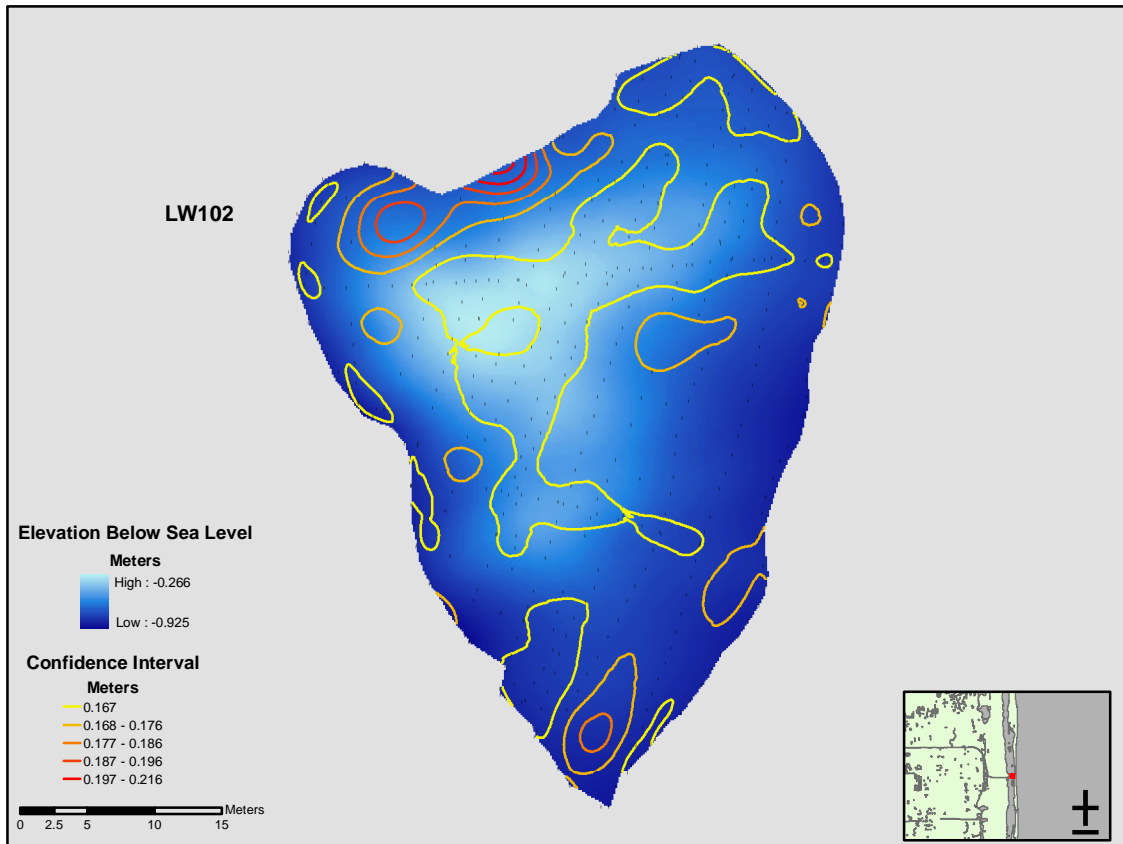 LW102
Elevation Below Sea Level
Meters
High : -0.266
Low : -0.925
Confidence Interval
Meters
0.167
0.168 - 0.176
0.177 - 0.186
0.187 - 0.196
0.197 - 0.216
Meters
0 2.5 5 10 15